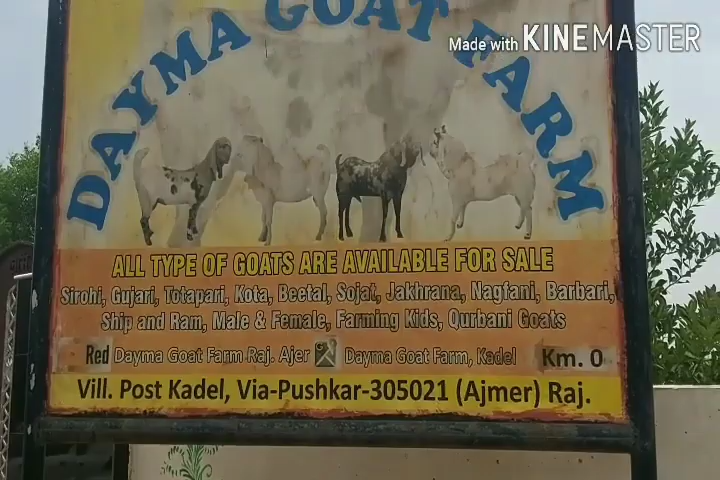 Made with KINEMASTER
DAYMA GOAT FARM
ALL TYPE OF GOATS ARE AVAILABLE FOR SALE
Sirohi, Gujari, Totapari, Kota, Beetal, Sojat, Jakhrana, Nagfani, Barbari,
Ship and Ram, Male & Female, Farming Kids, Qurbani Goats
Red Dayma Goat Farm Raj. Ajer Dayma Goat Farm, Kadel Km. 0
Vill. Post Kadel, Via-Pushkar-305021 (Ajmer) Raj.